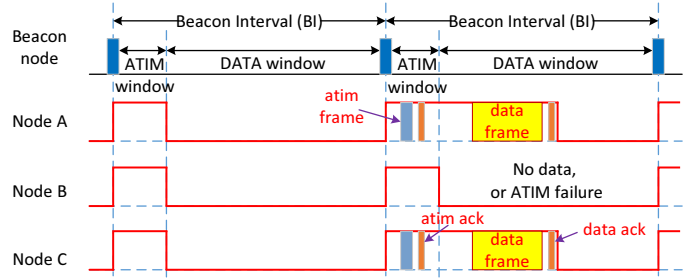 Beacon Interval (BI)
Beacon Interval (BI)
Beacon
node
ATIM
window
DATA window
ATIM
window
DATA window
atim
frame
data
frame
Node A
Node B
No data,
or ATIM failure
atim ack
data
frame
data ack
Node C